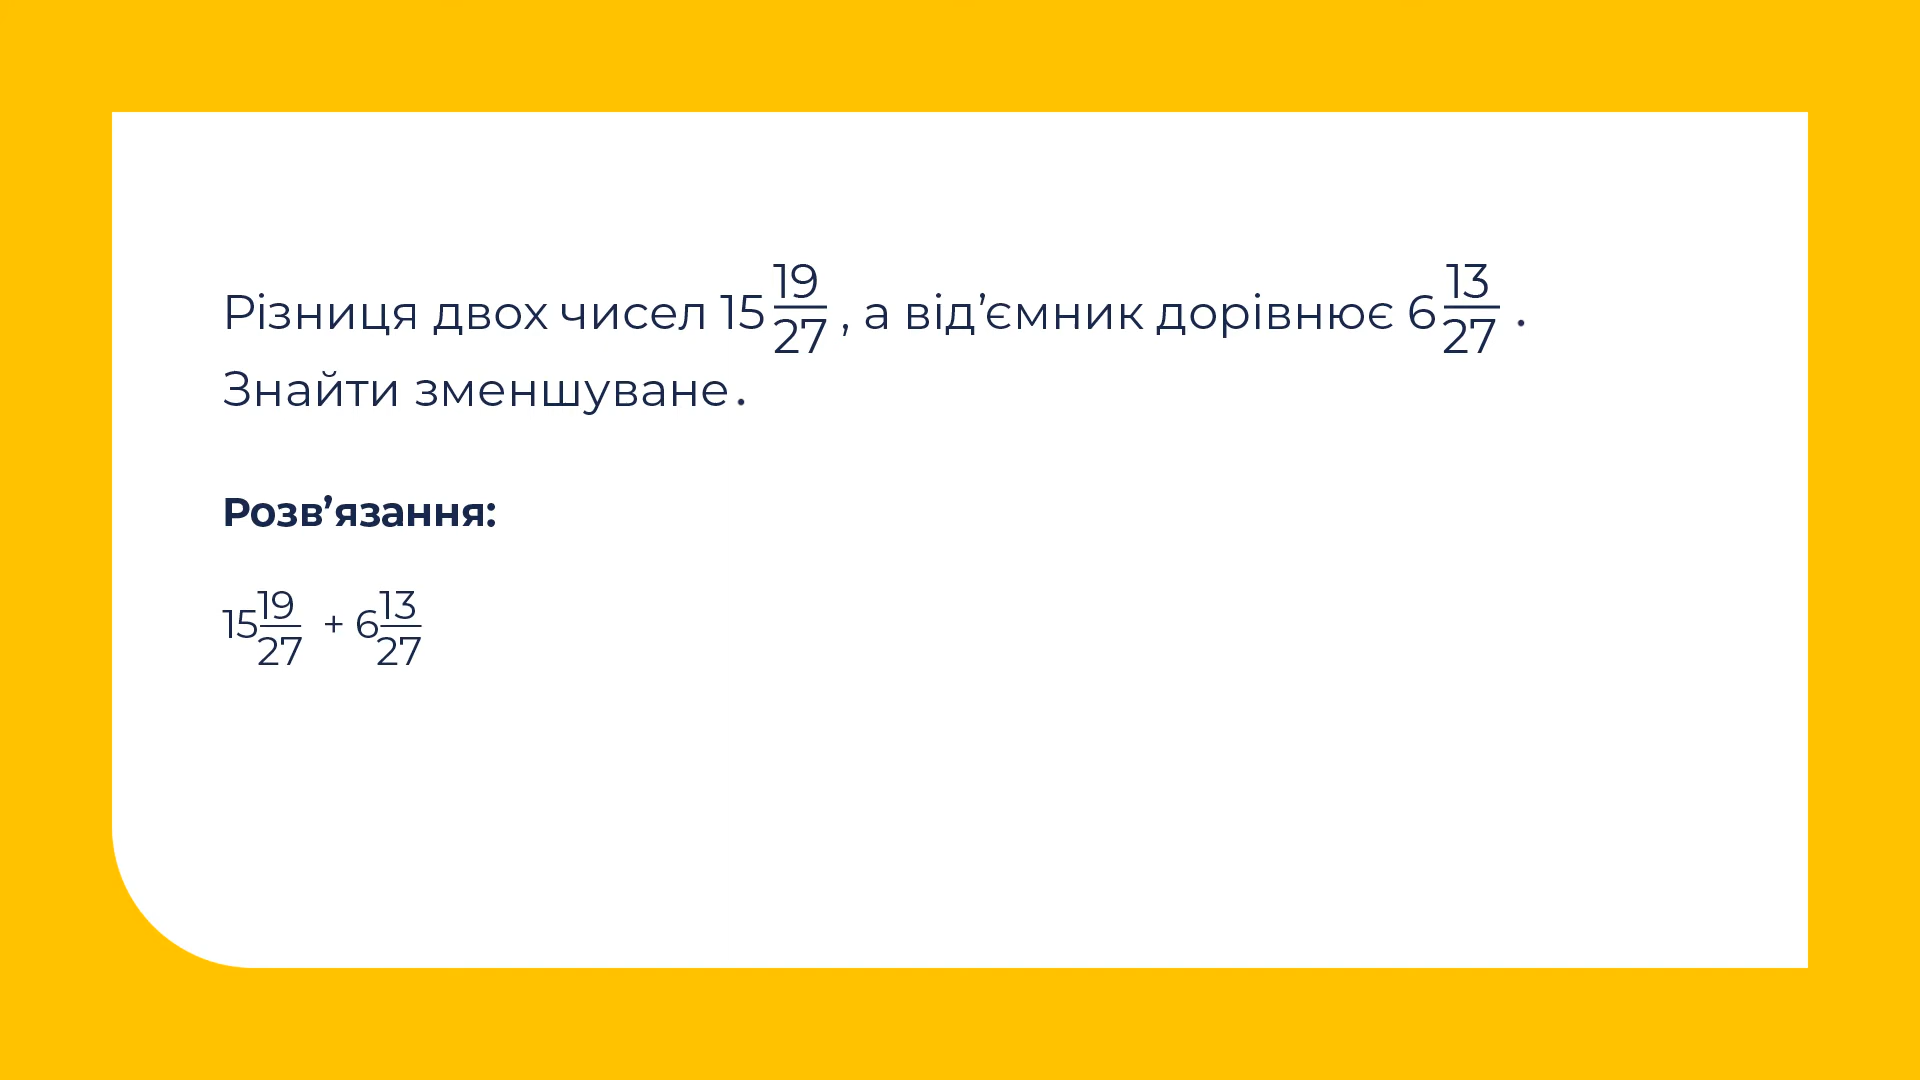 Різниця двох чисел 15 19/27 , а від’ємник дорівнює 6 13/27 .
Знайти зменшуване.
Розв’язання:
15 19/27 + 6 13/27